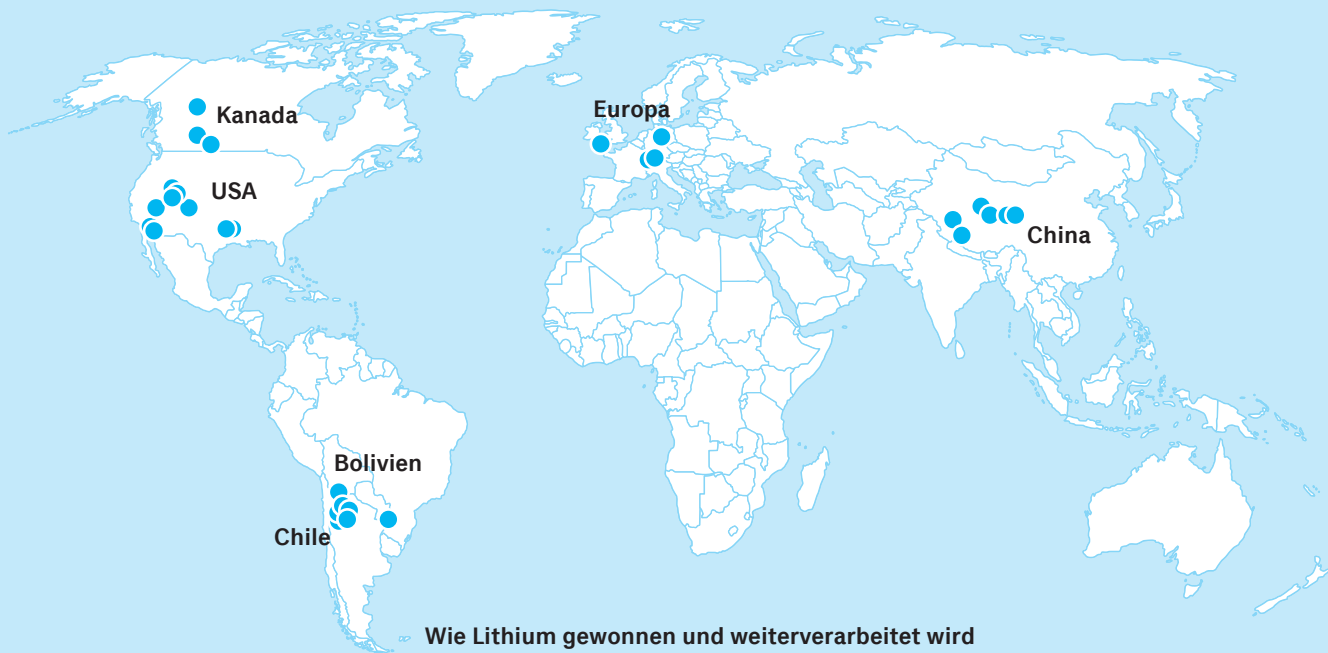 Kanada
Europa
USA
China
Bolivien
Chile
Wie Lithium gewonnen und weiterverarbeitet wird